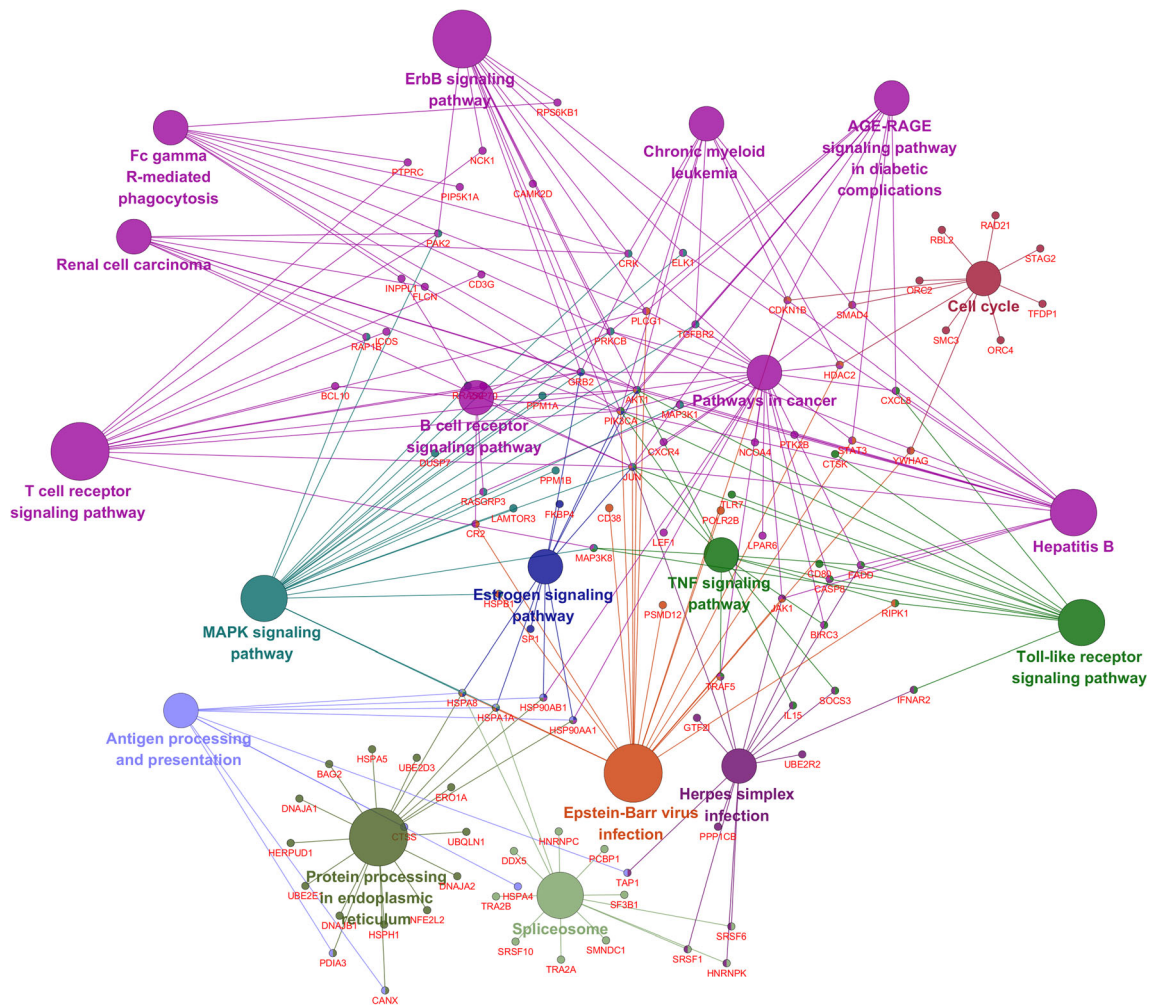 ErbB signaling
pathway
RPS6KB1
AGE-RAGE
signaling pathway
in diabetic
complications
Chronic myeloid
leukemia
Fc gamma
R-mediated
phagocytosis
NCK1
PTPRC
PIP5K1A
CAMK2D
RAD21
RBL2
STAG2
Renal cell carcinoma
PAK2
CRK
ELK1
INPPL1
FLCN
CD3G
ORC2
Cell cycle
TFDP1
CDKN1B
SMAD4
PLCG1
TGFBR2
PRKCB
SMC3
ORC4
RAP1B
ICOS
GRB2
HDAC2
BCL10
B cell receptor
signaling pathway
PPM1A
AKT1
PIK3CA
MAP3K1
Pathways in cancer
CXCL8
T cell receptor
signaling pathway
DUSP7
CXCR4
NCOA4
PTK2B
STAT3
CTSK
YWHAG
PPM1B
JUN
RASGRP3
LAMTOR3
FKBP4
CD38
TLR7
POLR2B
CR2
LEF1
LPAR6
Hepatitis B
MAP3K8
TNF signaling
pathway
CD80
FADD
CASP8
Estrogen signaling
pathway
HSPB1
PSMD12
JAK1
RIPK1
MAPK signaling
pathway
SP1
BIRC3
Toll-like receptor
signaling pathway
TRAF5
HSPA8
HSP90AB1
HSPA1A
HSP90AA1
SOCS3
IL15
IFNAR2
Antigen processing
and presentation
GTF2I
UBE2R2
HSPA5
UBE2D3
BAG2
ERO1A
Herpes simplex
infection
Epstein-Barr virus
infection
DNAJA1
CTSS
UBQLN1
HNRNPC
PPP1CB
HERPUD1
DDX5
PCBP1
Protein processing
in endoplasmic
reticulum
DNAJA2
TAP1
HSPA4
TRA2B
SF3B1
DNAJB1
NFE2L2
HSPH1
Spliceosome
SRSF10
SMNDC1
SRSF6
SRSF1
PDIA3
TRA2A
HNRNPK
CANX